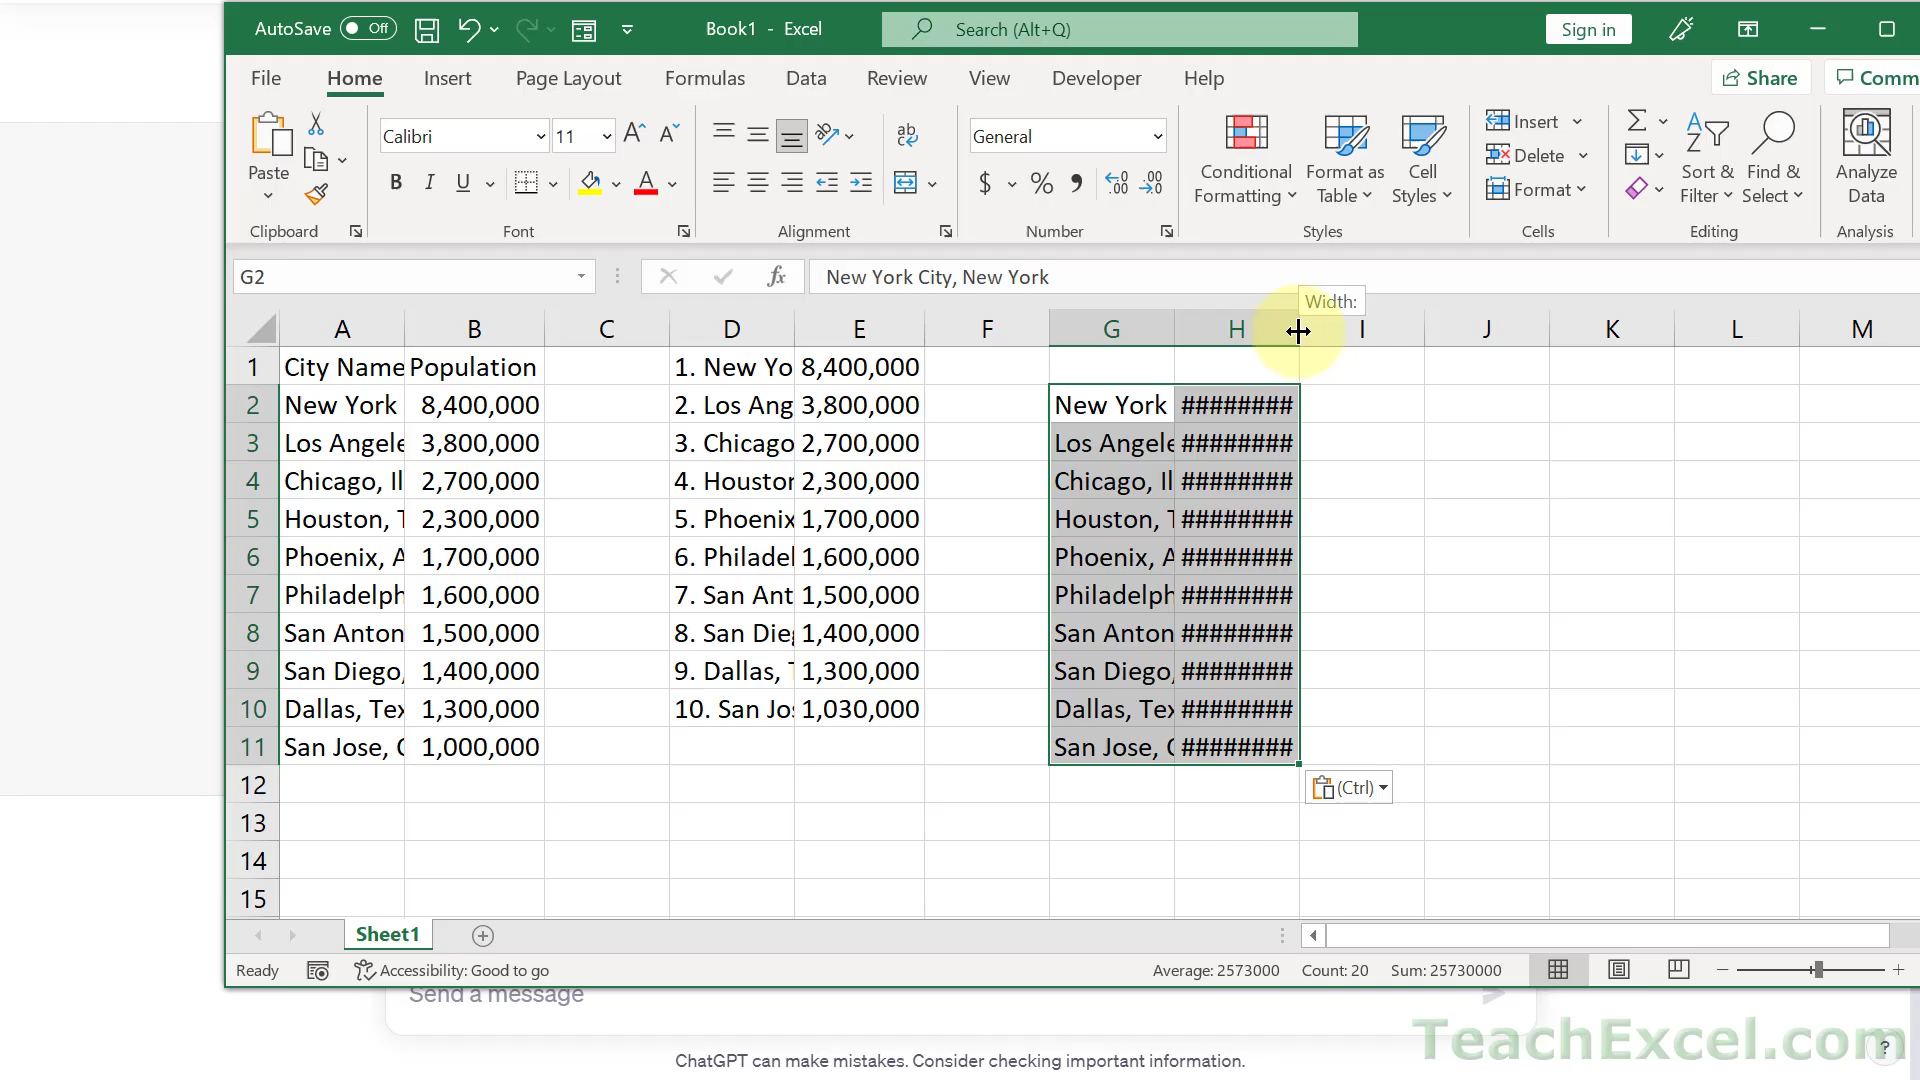 AutoSave Off Book1 - Excel Search (Alt+Q) Sign in
File Home Insert Page Layout Formulas Data Review View Developer Help Share Comm
Paste Calibri 11 General Conditional Formatting Format as Table Cell Styles Insert Delete Format Sort & Filter Find & Select Analyze Data
Clipboard Font Alignment Number Styles Cells Editing Analysis
G2 fx New York City, New York
Width:
A B C D E F G H I J K L M
1 City Name Population 1. New Yo 8,400,000
2 New York 8,400,000 2. Los Ang 3,800,000 New York ########
3 Los Angele 3,800,000 3. Chicago 2,700,000 Los Angele ########
4 Chicago, Il 2,700,000 4. Houston 2,300,000 Chicago, Il ########
5 Houston, T 2,300,000 5. Phoenix 1,700,000 Houston, T ########
6 Phoenix, A 1,700,000 6. Philadel 1,600,000 Phoenix, A ########
7 Philadelph 1,600,000 7. San Ant 1,500,000 Philadelph ########
8 San Anton 1,500,000 8. San Die 1,400,000 San Anton ########
9 San Diego, 1,400,000 9. Dallas, T 1,300,000 San Diego, ########
10 Dallas, Tex 1,300,000 10. San Jos 1,030,000 Dallas, Tex ########
11 San Jose, C 1,000,000 San Jose, C ########
12 (Ctrl)
13
14
15
Sheet1
Ready Accessibility: Good to go Average: 2573000 Count: 20 Sum: 25730000
Send a message
TeachExcel.com
ChatGPT can make mistakes. Consider checking important information.
?